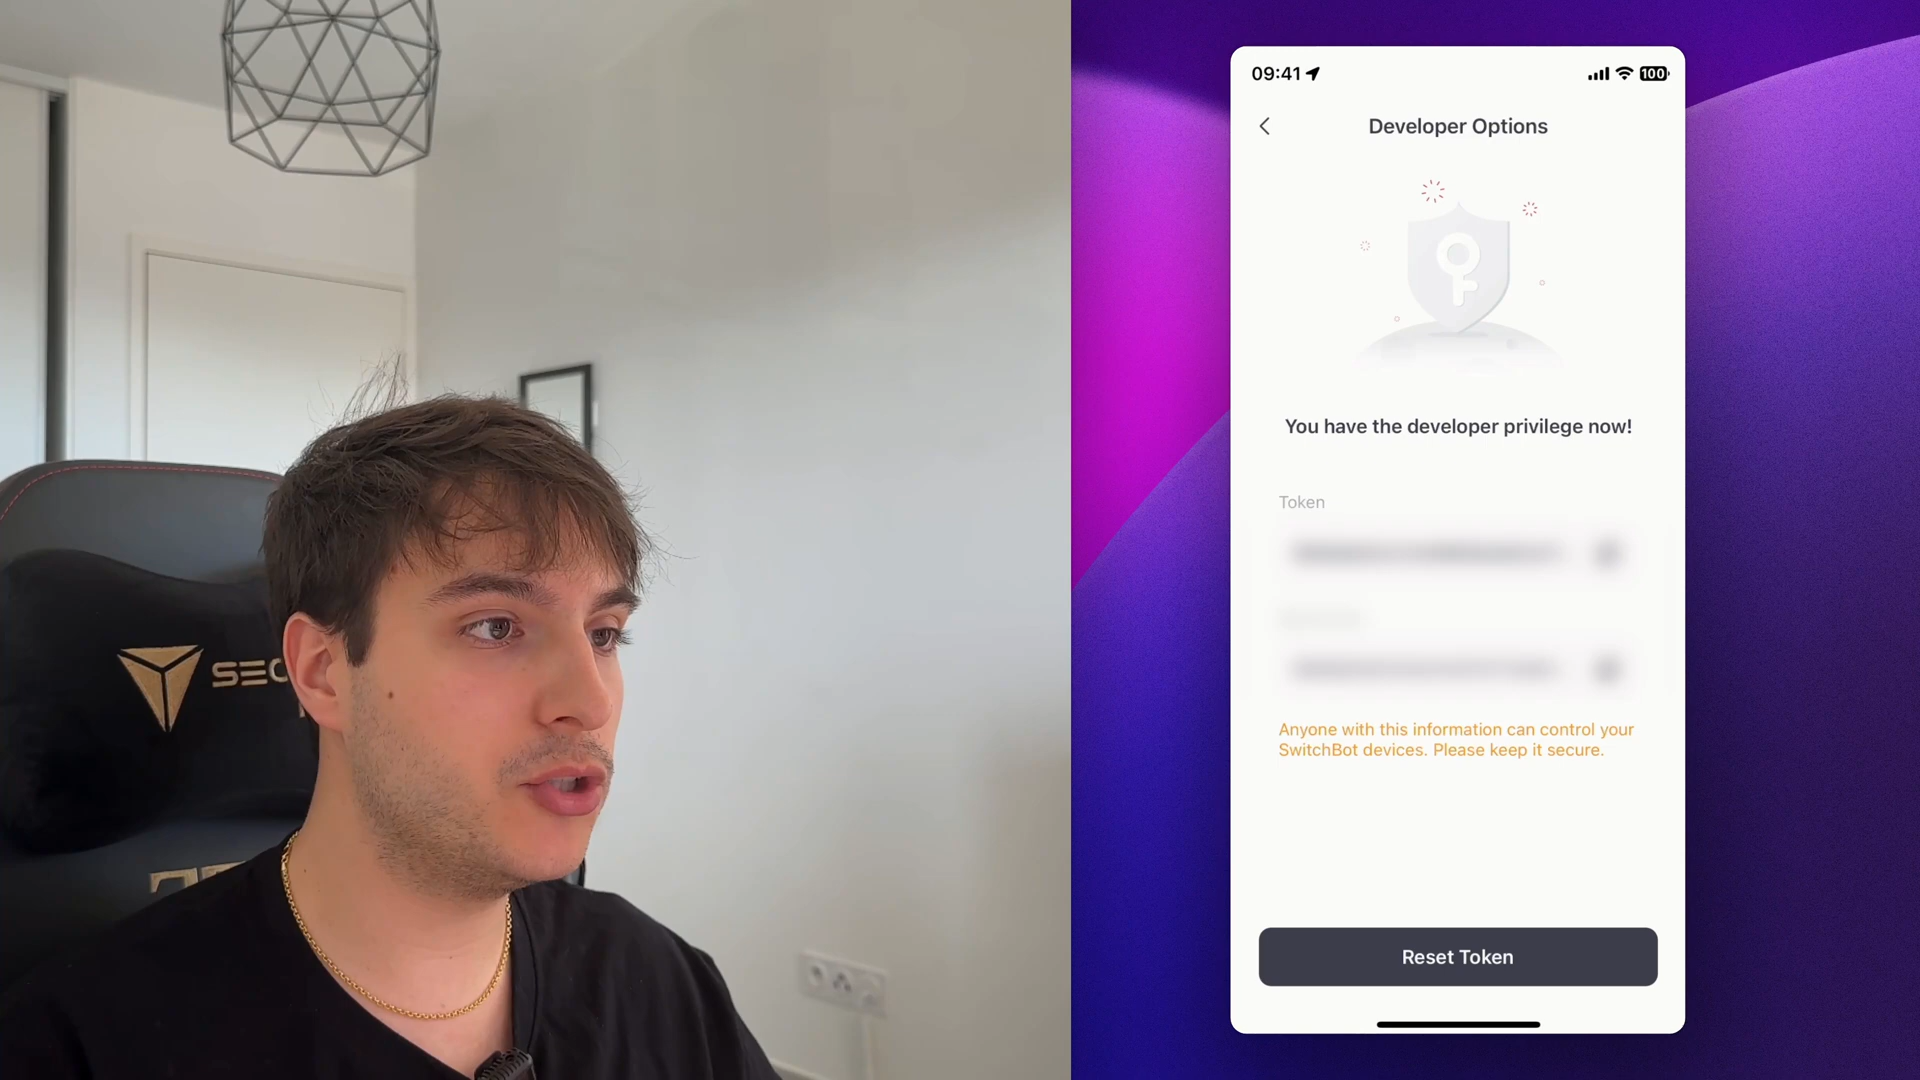 SEC
09:41
100
Developer Options
You have the developer privilege now!
Token
Anyone with this information can control your
SwitchBot devices. Please keep it secure.
Reset Token